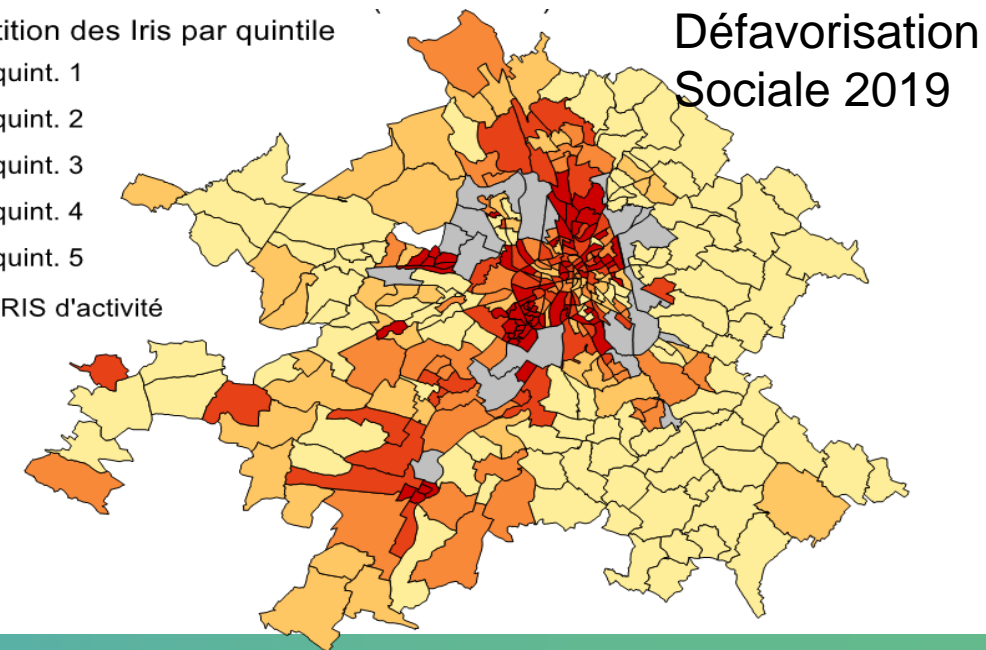 tition des Iris par quintile
quint. 1
quint. 2
quint. 3
quint. 4
quint. 5
RIS d'activité
Défavorisation
Sociale 2019